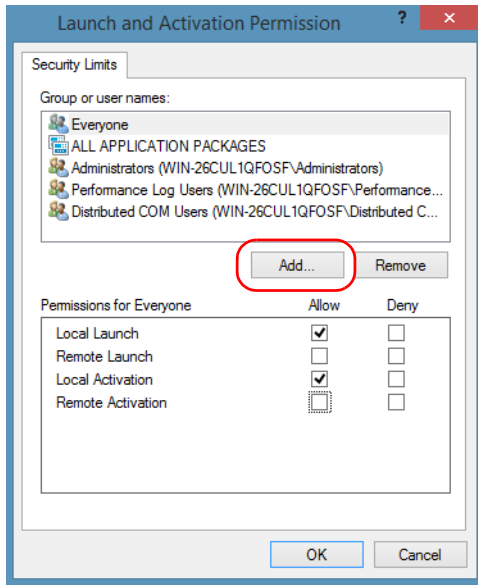 Launch and Activation Permission
? ×
Security Limits
Group or user names:
Everyone
ALL APPLICATION PACKAGES
Administrators (WIN-26CUL1QFOSF\Administrators)
Performance Log Users (WIN-26CUL1QFOSF\Performance...
Distributed COM Users (WIN-26CUL1QFOSF\Distributed C...
Add... Remove
Permissions for Everyone Allow Deny
Local Launch
Remote Launch
Local Activation
Remote Activation
OK Cancel